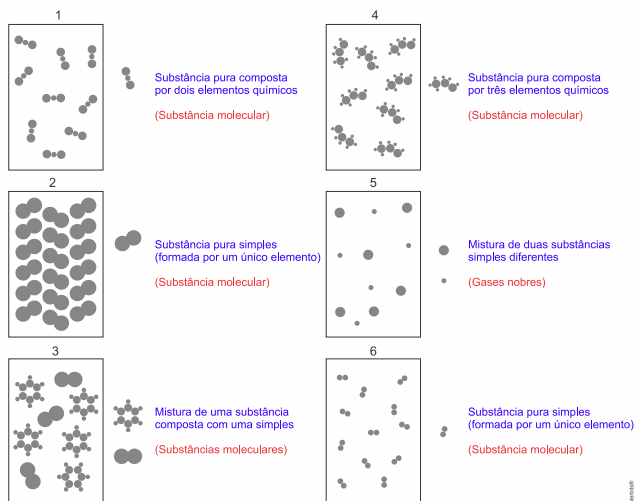 1
Substância pura composta
por dois elementos químicos
(Substância molecular)
2
Substância pura simples
(formada por um único elemento)
(Substância molecular)
3
Mistura de uma substância
composta com uma simples
(Substâncias moleculares)
4
Substância pura composta
por três elementos químicos
(Substância molecular)
5
Mistura de duas substâncias
simples diferentes
(Gases nobres)
6
Substância pura simples
(formada por um único elemento)
(Substância molecular)